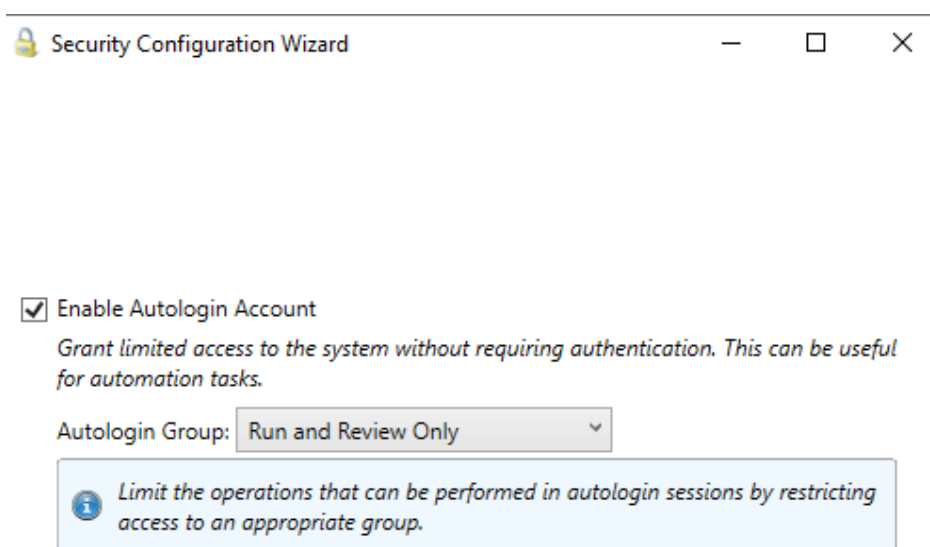 Security Configuration Wizard
Enable Autologin Account
Grant limited access to the system without requiring authentication. This can be useful
for automation tasks.
Autologin Group: Run and Review Only
Limit the operations that can be performed in autologin sessions by restricting
access to an appropriate group.